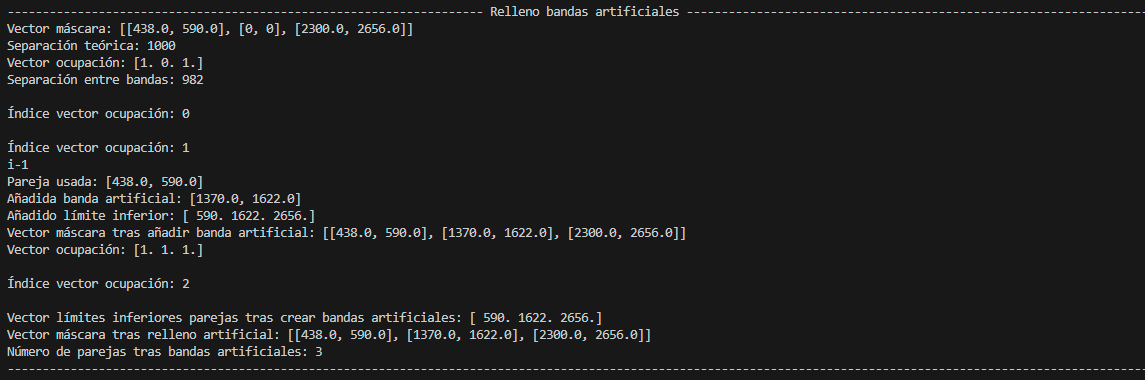 -------------------------------------------------------------------- Relleno bandas artificiales --------------------------------------------------------------------
Vector máscara: [[438.0, 590.0], [0, 0], [2300.0, 2656.0]]
Separación teórica: 1000
Vector ocupación: [1. 0. 1.]
Separación entre bandas: 982
Índice vector ocupación: 0
Índice vector ocupación: 1
i-1
Pareja usada: [438.0, 590.0]
Añadida banda artificial: [1370.0, 1622.0]
Añadido límite inferior: [ 590. 1622. 2656.]
Vector máscara tras añadir banda artificial: [[438.0, 590.0], [1370.0, 1622.0], [2300.0, 2656.0]]
Vector ocupación: [1. 1. 1.]
Índice vector ocupación: 2
Vector límites inferiores parejas tras crear bandas artificiales: [ 590. 1622. 2656.]
Vector máscara tras relleno artificial: [[438.0, 590.0], [1370.0, 1622.0], [2300.0, 2656.0]]
Número de parejas tras bandas artificiales: 3
--------------------------------------------------------------------------------------------------------------------------------------------------------------------